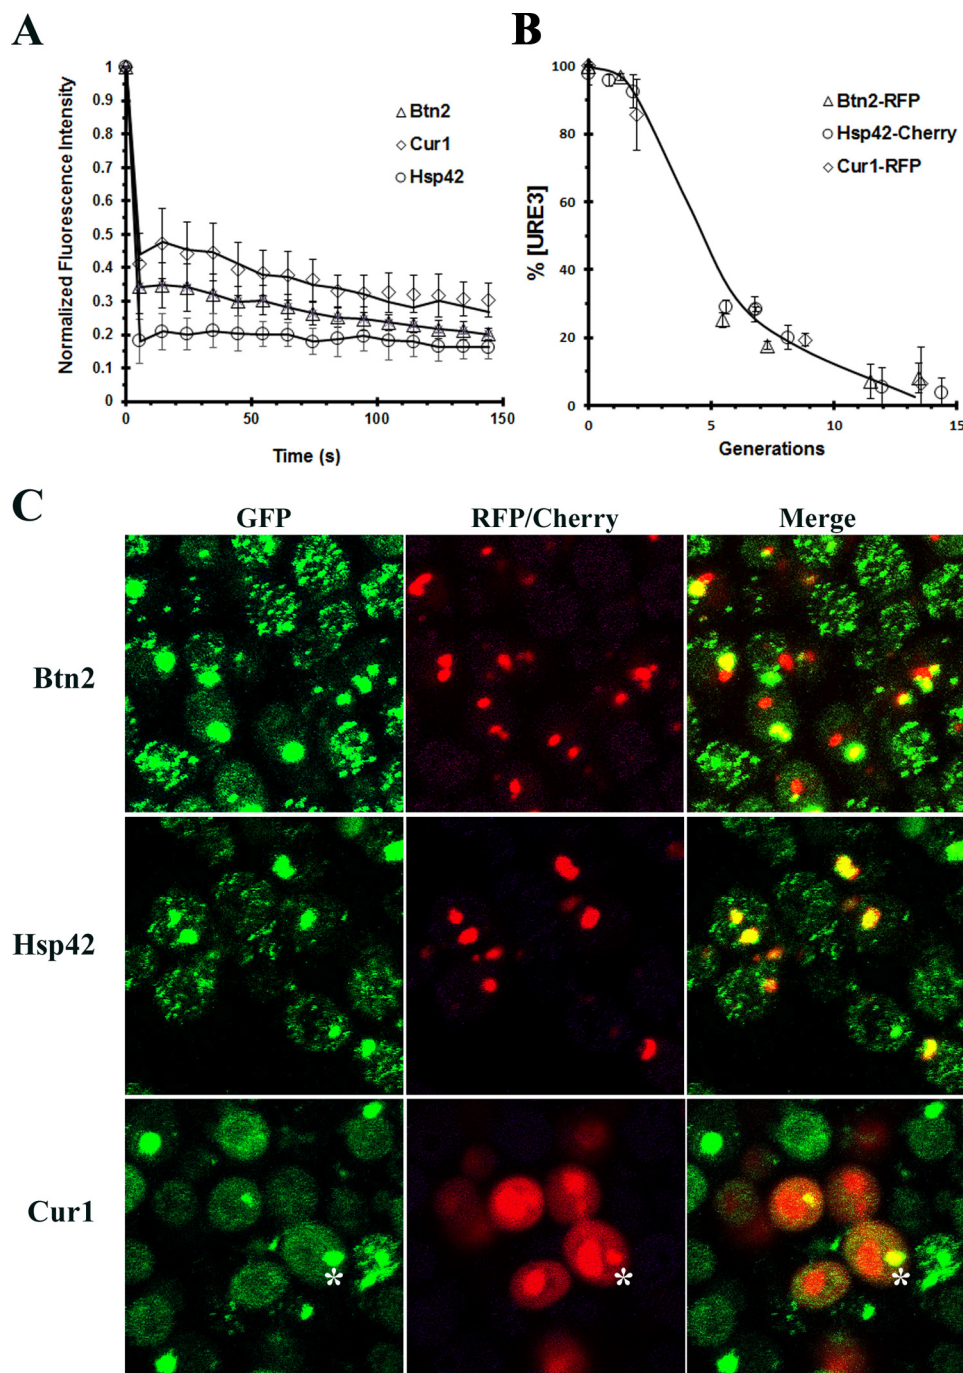 A
Normalized Fluorescence Intensity
1
0.9
0.8
0.7
0.6
0.5
0.4
0.3
0.2
0.1
0
0
50
100
150
Time (s)
Btn2
Cur1
Hsp42
B
% [URE3]
100
80
60
40
20
0
0
5
10
15
Generations
Btn2-RFP
Hsp42-Cherry
Cur1-RFP
C
GFP
RFP/Cherry
Merge
Btn2
Hsp42
Cur1
*
*
*